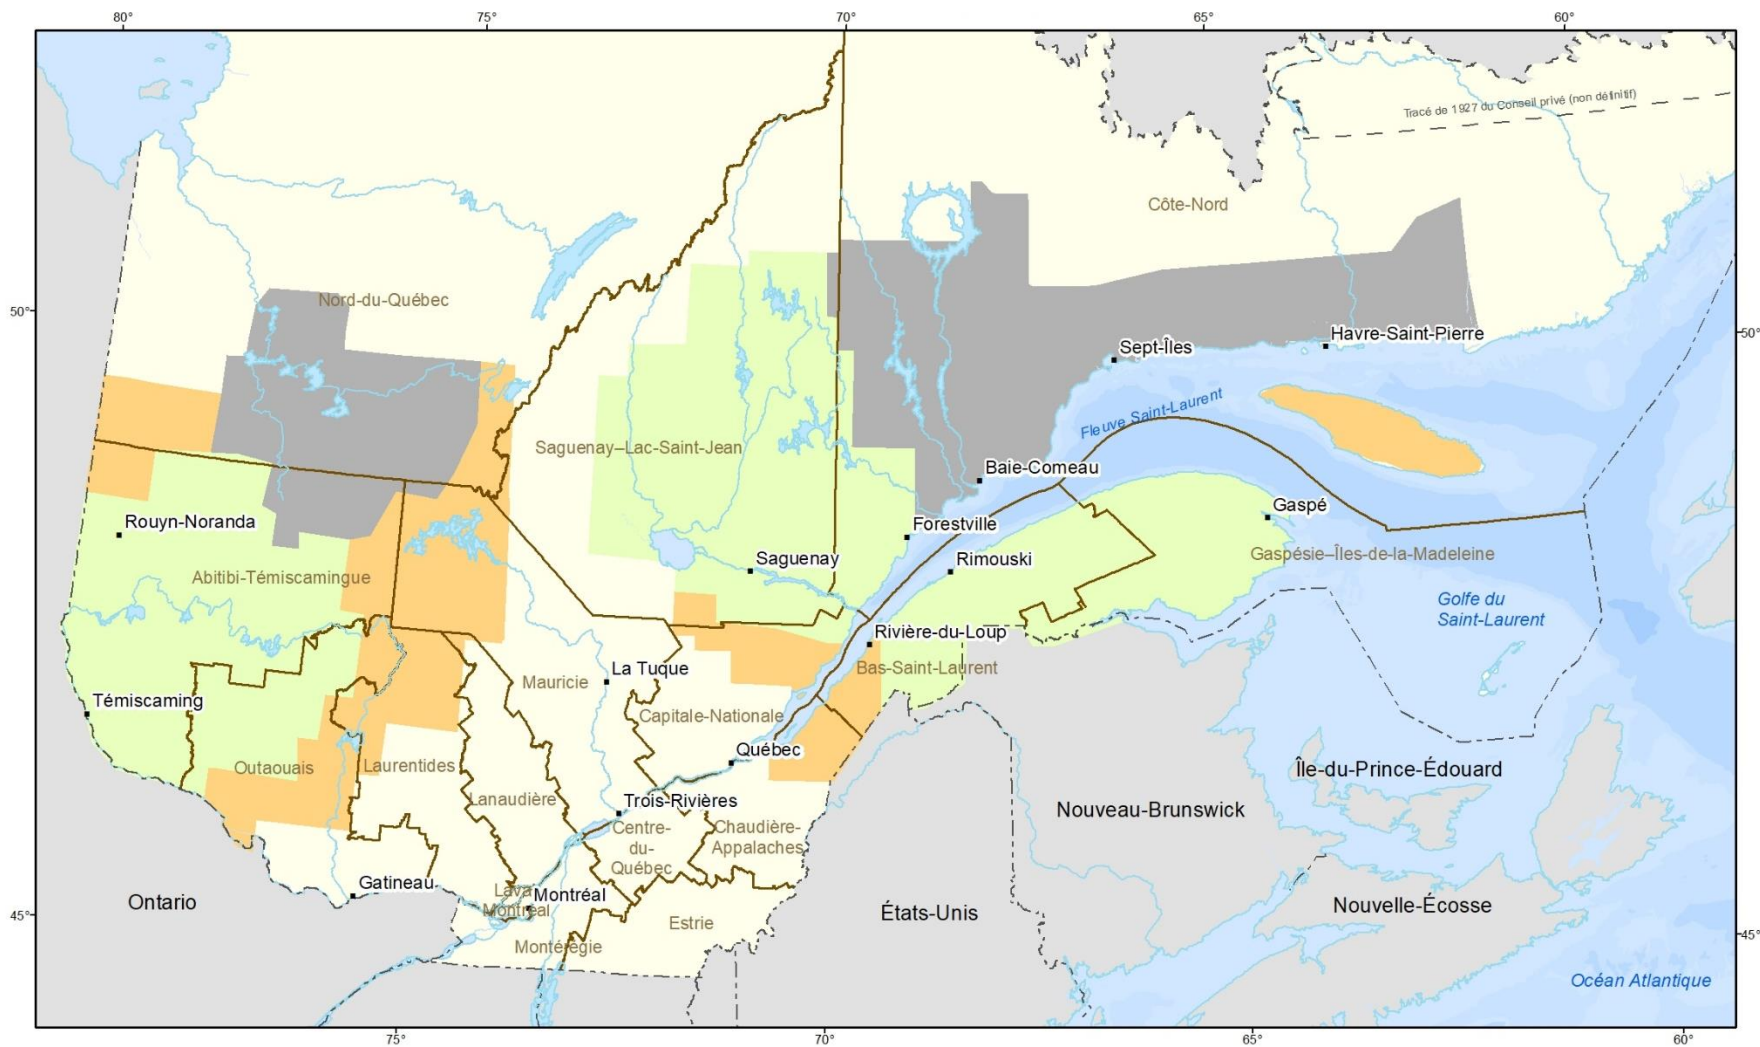 80°
75°
70°
65°
60°
Tracé de 1927 du Conseil privé (non définitif)
Côte-Nord
Nord-du-Québec
50°
50°
Havre-Saint-Pierre
Sept-Îles
Fleuve Saint-Laurent
Saguenay–Lac-Saint-Jean
Baie-Comeau
Gaspé
Rouyn-Noranda
Forestville
Gaspésie–Îles-de-la-Madeleine
Saguenay
Rimouski
Abitibi-Témiscamingue
Golfe du
Saint-Laurent
Rivière-du-Loup
Bas-Saint-Laurent
La Tuque
Mauricie
Témiscaming
Capitale-Nationale
Québec
Outaouais
Laurentides
Île-du-Prince-Édouard
Lanaudière
Trois-Rivières
Nouveau-Brunswick
Centre-
du-
Québec
Chaudière-
Appalaches
Gatineau
Laval
Montréal
Montréal
Ontario
États-Unis
Nouvelle-Écosse
45°
45°
Estrie
Montérégie
Océan Atlantique
75°
70°
65°
60°